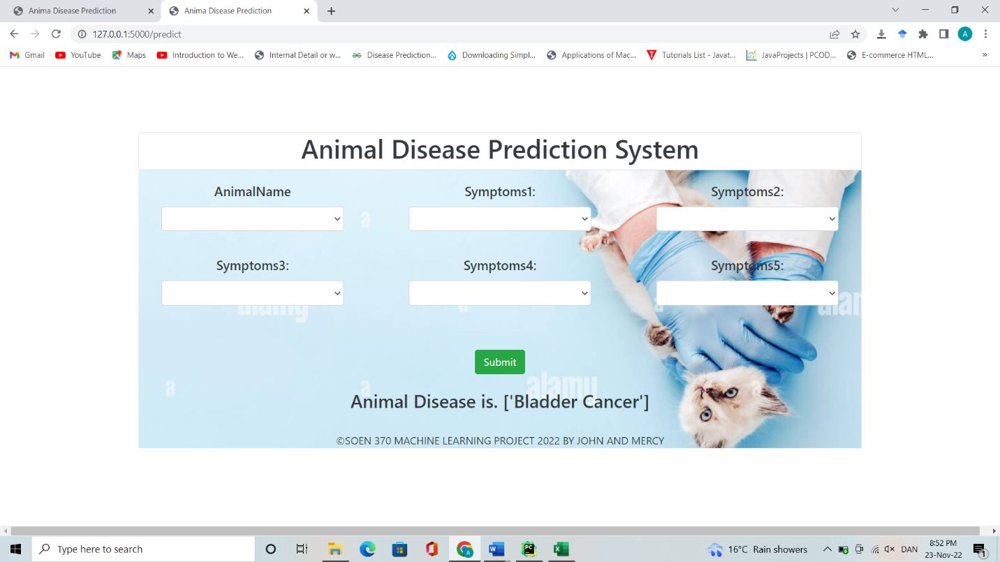 Anima Disease Prediction
Anima Disease Prediction
127.0.0.1:5000/predict
A
Gmail
YouTube
Maps
Introduction to We...
Internal Detail or w...
Disease Prediction...
Downloading Simpl...
Applications of Mac...
Tutorials List - Javat...
JavaProjects | PCOD...
E-commerce HTML...
»
Animal Disease Prediction System
AnimalName Symptoms1: Symptoms2:
Symptoms3: Symptoms4: Symptoms5:
Submit
alamy
Animal Disease is. ['Bladder Cancer']
©SOEN 370 MACHINE LEARNING PROJECT 2022 BY JOHN AND MERCY
Type here to search
16°C Rain showers
DAN
8:52 PM
23-Nov-22
1